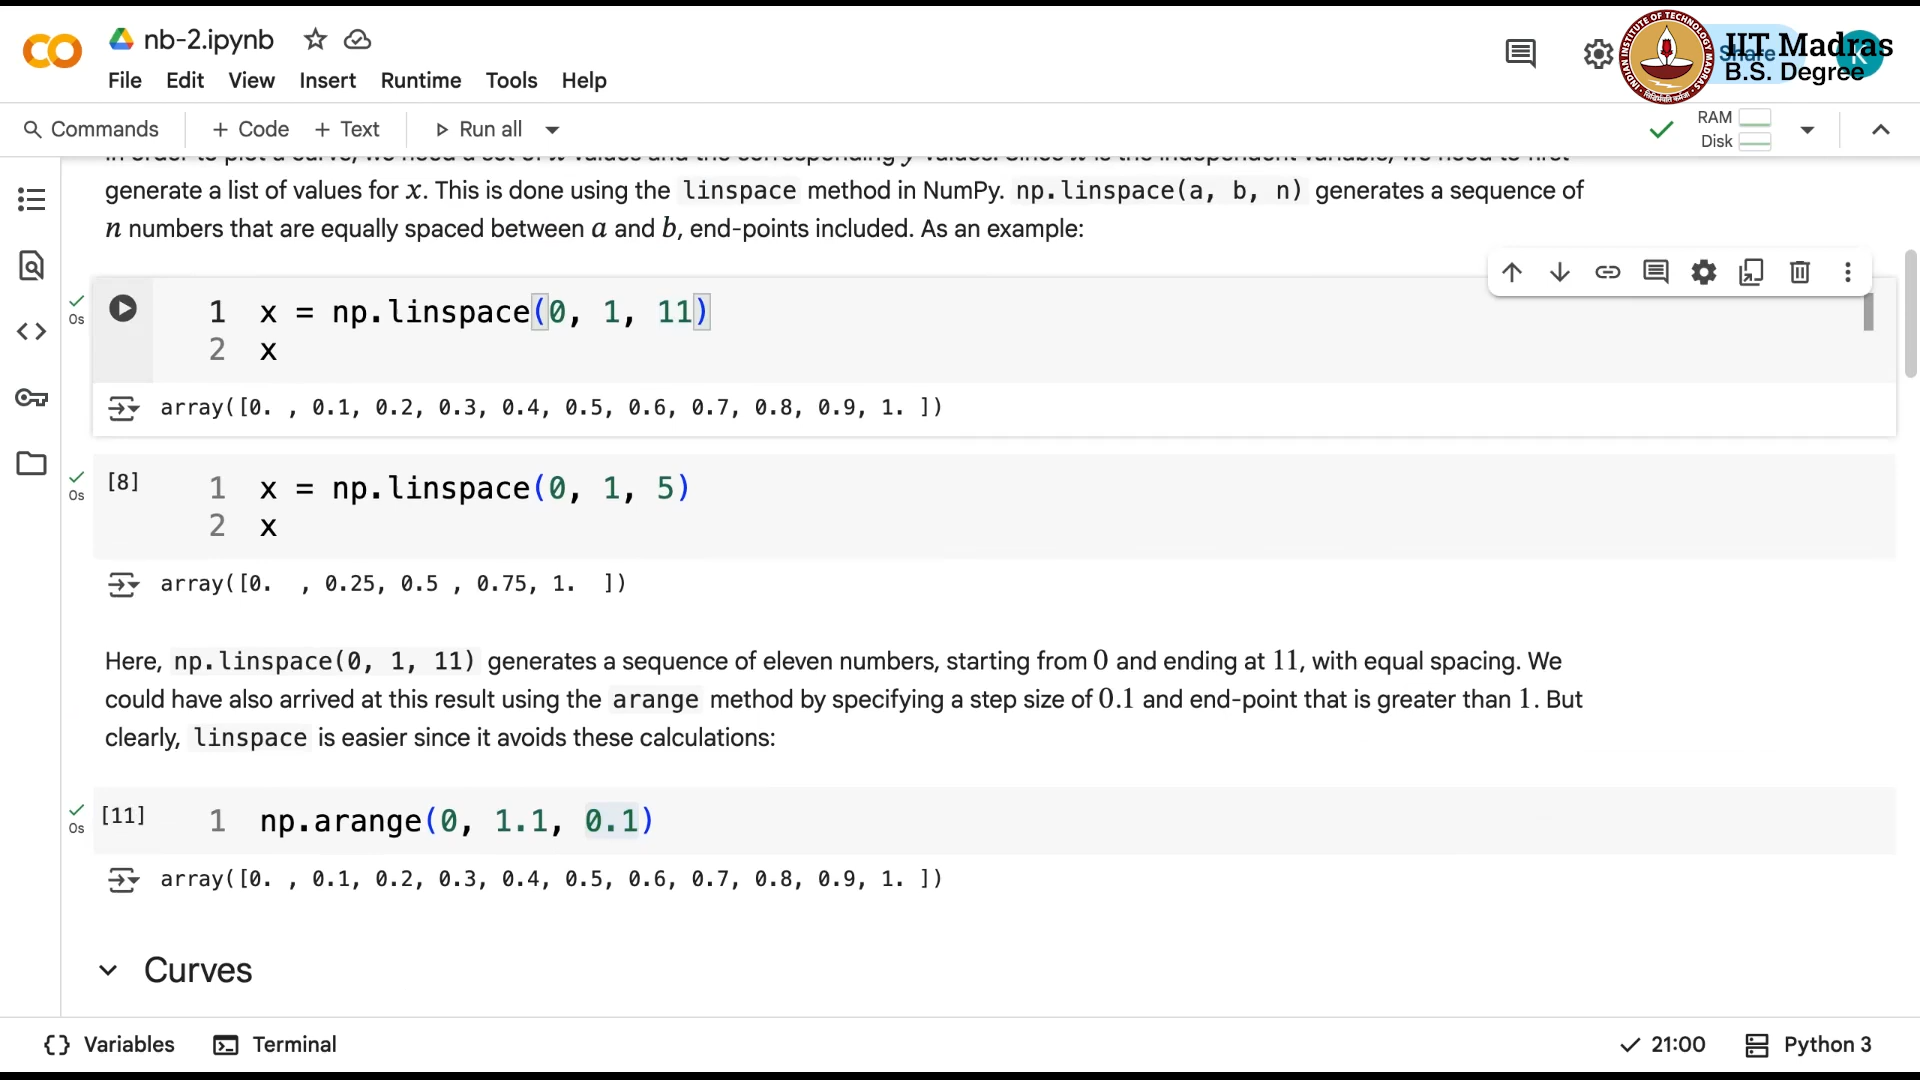 nb-2.ipynb
IIT Madras
B.S. Degree
Share
K
INDIAN INSTITUTE OF TECHNOLOGY MADRAS
File Edit View Insert Runtime Tools Help
Commands + Code + Text Run all
RAM
Disk
generate a list of values for x. This is done using the linspace method in NumPy. np.linspace(a, b, n) generates a sequence of
n numbers that are equally spaced between a and b, end-points included. As an example:
0s
1 x = np.linspace(0, 1, 11)
2 x
array([0. , 0.1, 0.2, 0.3, 0.4, 0.5, 0.6, 0.7, 0.8, 0.9, 1. ])
0s
[8] 1 x = np.linspace(0, 1, 5)
2 x
array([0.  , 0.25, 0.5 , 0.75, 1.  ])
Here, np.linspace(0, 1, 11) generates a sequence of eleven numbers, starting from 0 and ending at 11, with equal spacing. We
could have also arrived at this result using the arange method by specifying a step size of 0.1 and end-point that is greater than 1. But
clearly, linspace is easier since it avoids these calculations:
0s
[11] 1 np.arange(0, 1.1, 0.1)
array([0. , 0.1, 0.2, 0.3, 0.4, 0.5, 0.6, 0.7, 0.8, 0.9, 1. ])
Curves
{} Variables Terminal 21:00 Python 3